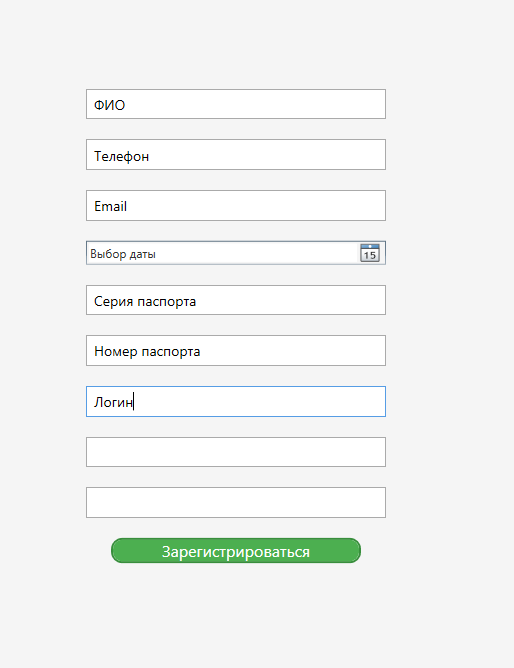 ФИО
Телефон
Email
Выбор даты
15
Серия паспорта
Номер паспорта
Логин
Зарегистрироваться